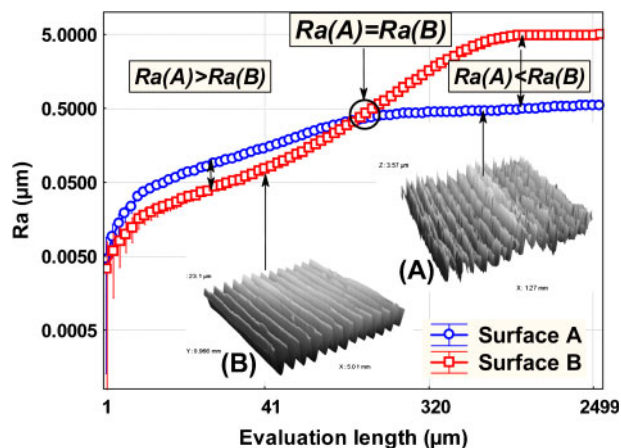 Ra(A)=Ra(B)
Ra(A)>Ra(B)
Ra(A)<Ra(B)
5.0000
0.5000
0.0500
0.0050
0.0005
Ra (µm)
Z: 3.57 µm
(A)
X: 1.27 mm
: 23.1 µm
Y: 0.966 mm
(B)
X: 5.01 mm
Surface A
Surface B
1
41
320
2499
Evaluation length (µm)